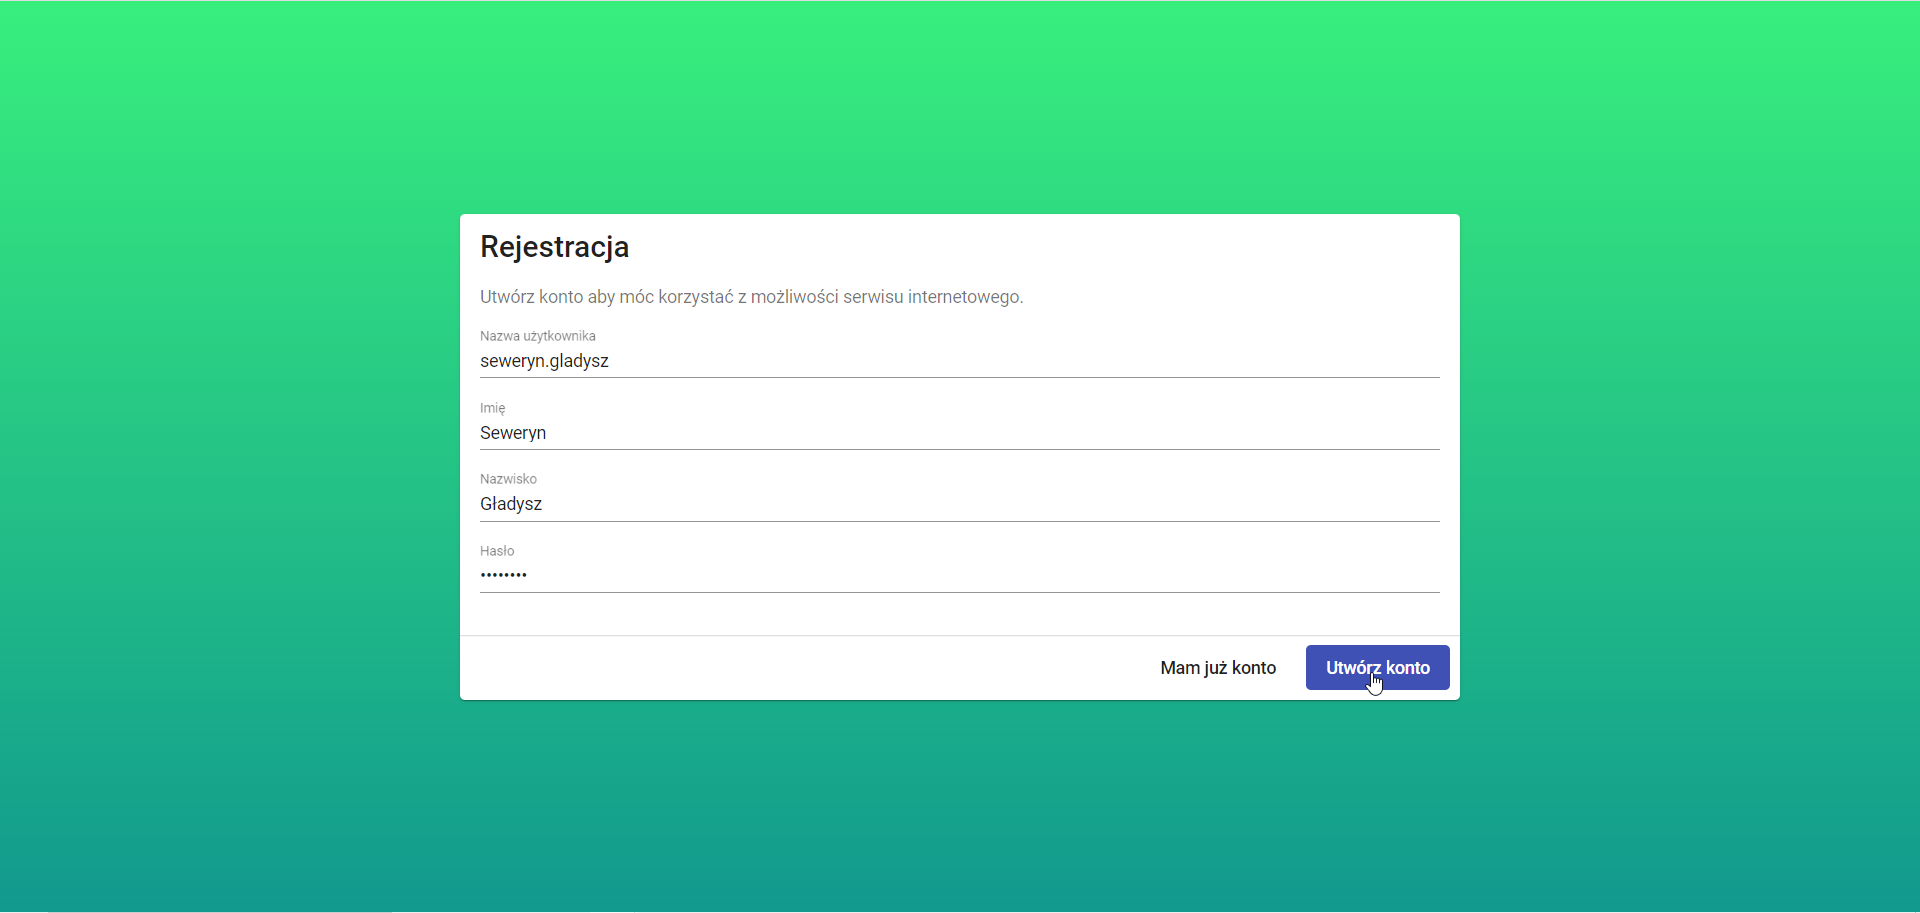 Rejestracja
Utwórz konto aby móc korzystać z możliwości serwisu internetowego.
Nazwa użytkownika
seweryn.gladysz
Imię
Seweryn
Nazwisko
Gładysz
Hasło
••••••••
Mam już konto
Utwórz konto